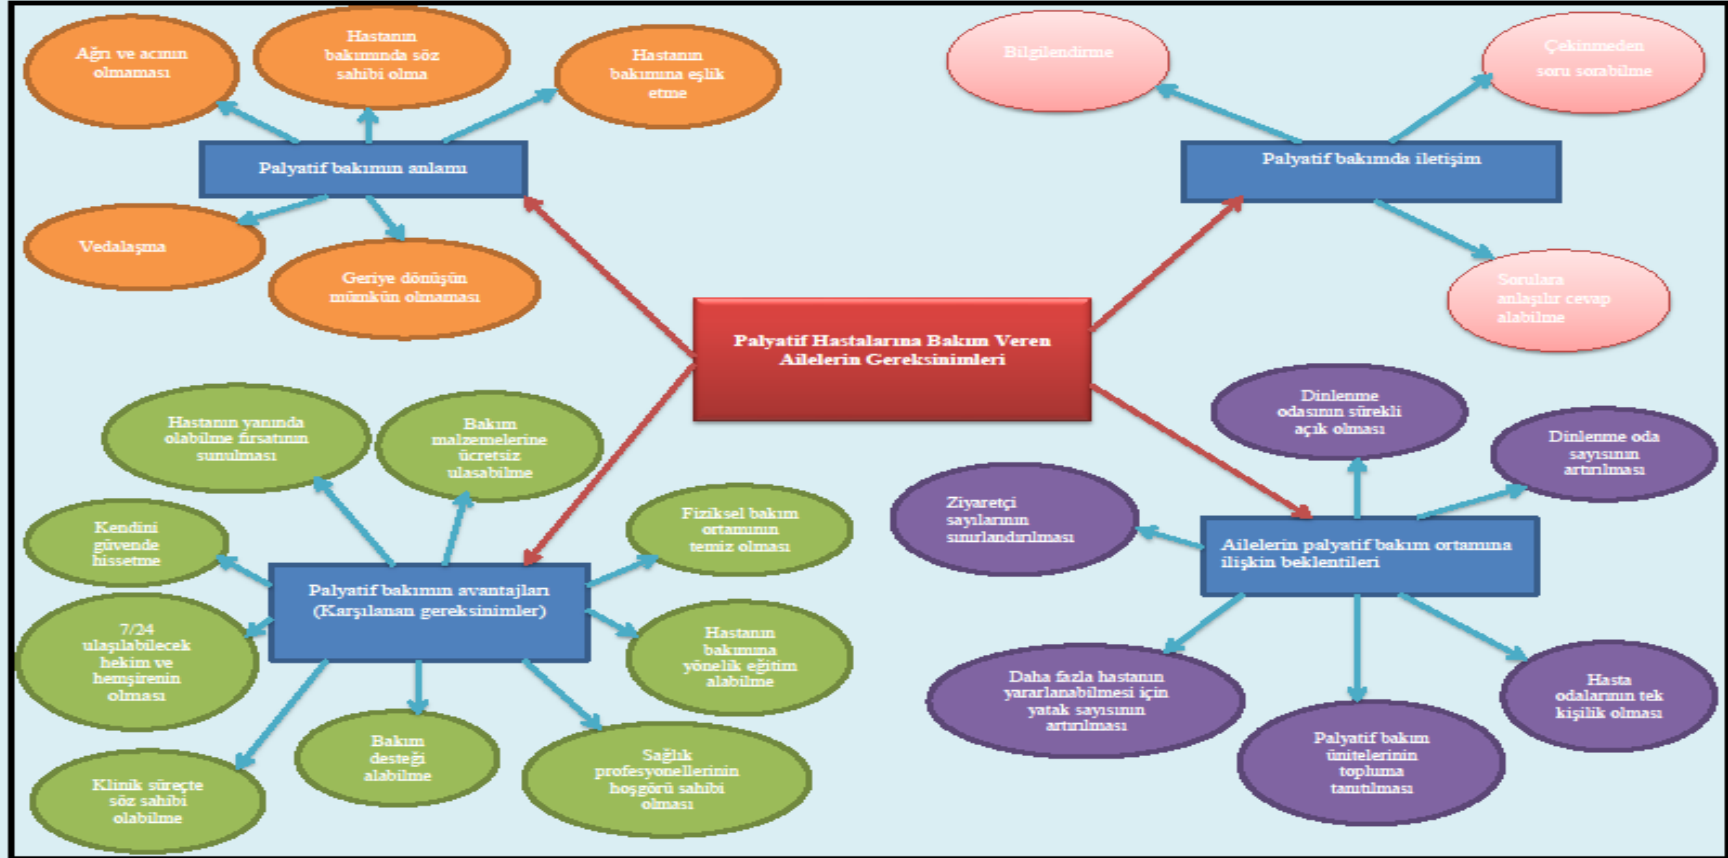 Ağrı ve acının
olmaması
Hastanın
bakımında söz
sahibi olma
Hastanın
bakımına eşlik
etme
Palyatif bakımın anlamı
Vedalaşma
Geriye dönüşün
mümkün olmaması
Bilgilendirme
Çekinmeden
soru sorabilme
Palyatif bakımda iletişim
Sorulara
anlaşılır cevap
alabilme
Palyatif Hastalarına Bakım Veren
Ailelerin Gereksinimleri
Hastanın yanında
olabilme fırsatının
sunulması
Bakım
malzemelerine
ücretsiz
ulasabilme
Kendini
güvende
hissetme
Fiziksel bakım
ortamının
temiz olması
Palyatif bakımın avantajları
(Karşılanan gereksinimler)
7/24
ulaşılabilecek
hekim ve
hemşirenin
olması
Hastanın
bakımına
yönelik eğitim
alabilme
Klinik süreçte
söz sahibi
olabilme
Bakım
desteği
alabilme
Sağlık
profesyonellerinin
hoşgörü sahibi
olması
Dinlenme
odasının sürekli
açık olması
Dinlenme oda
sayısının
artırılması
Ziyaretçi
sayılarının
sınırlandırılması
Ailelerin palyatif bakım ortamına
ilişkin beklentileri
Daha fazla hastanın
yararlanabilmesi için
yatak sayısının
artırılması
Palyatif bakım
ünitelerinin
topluma
tanıtılması
Hasta
odalarının tek
kişilik olması